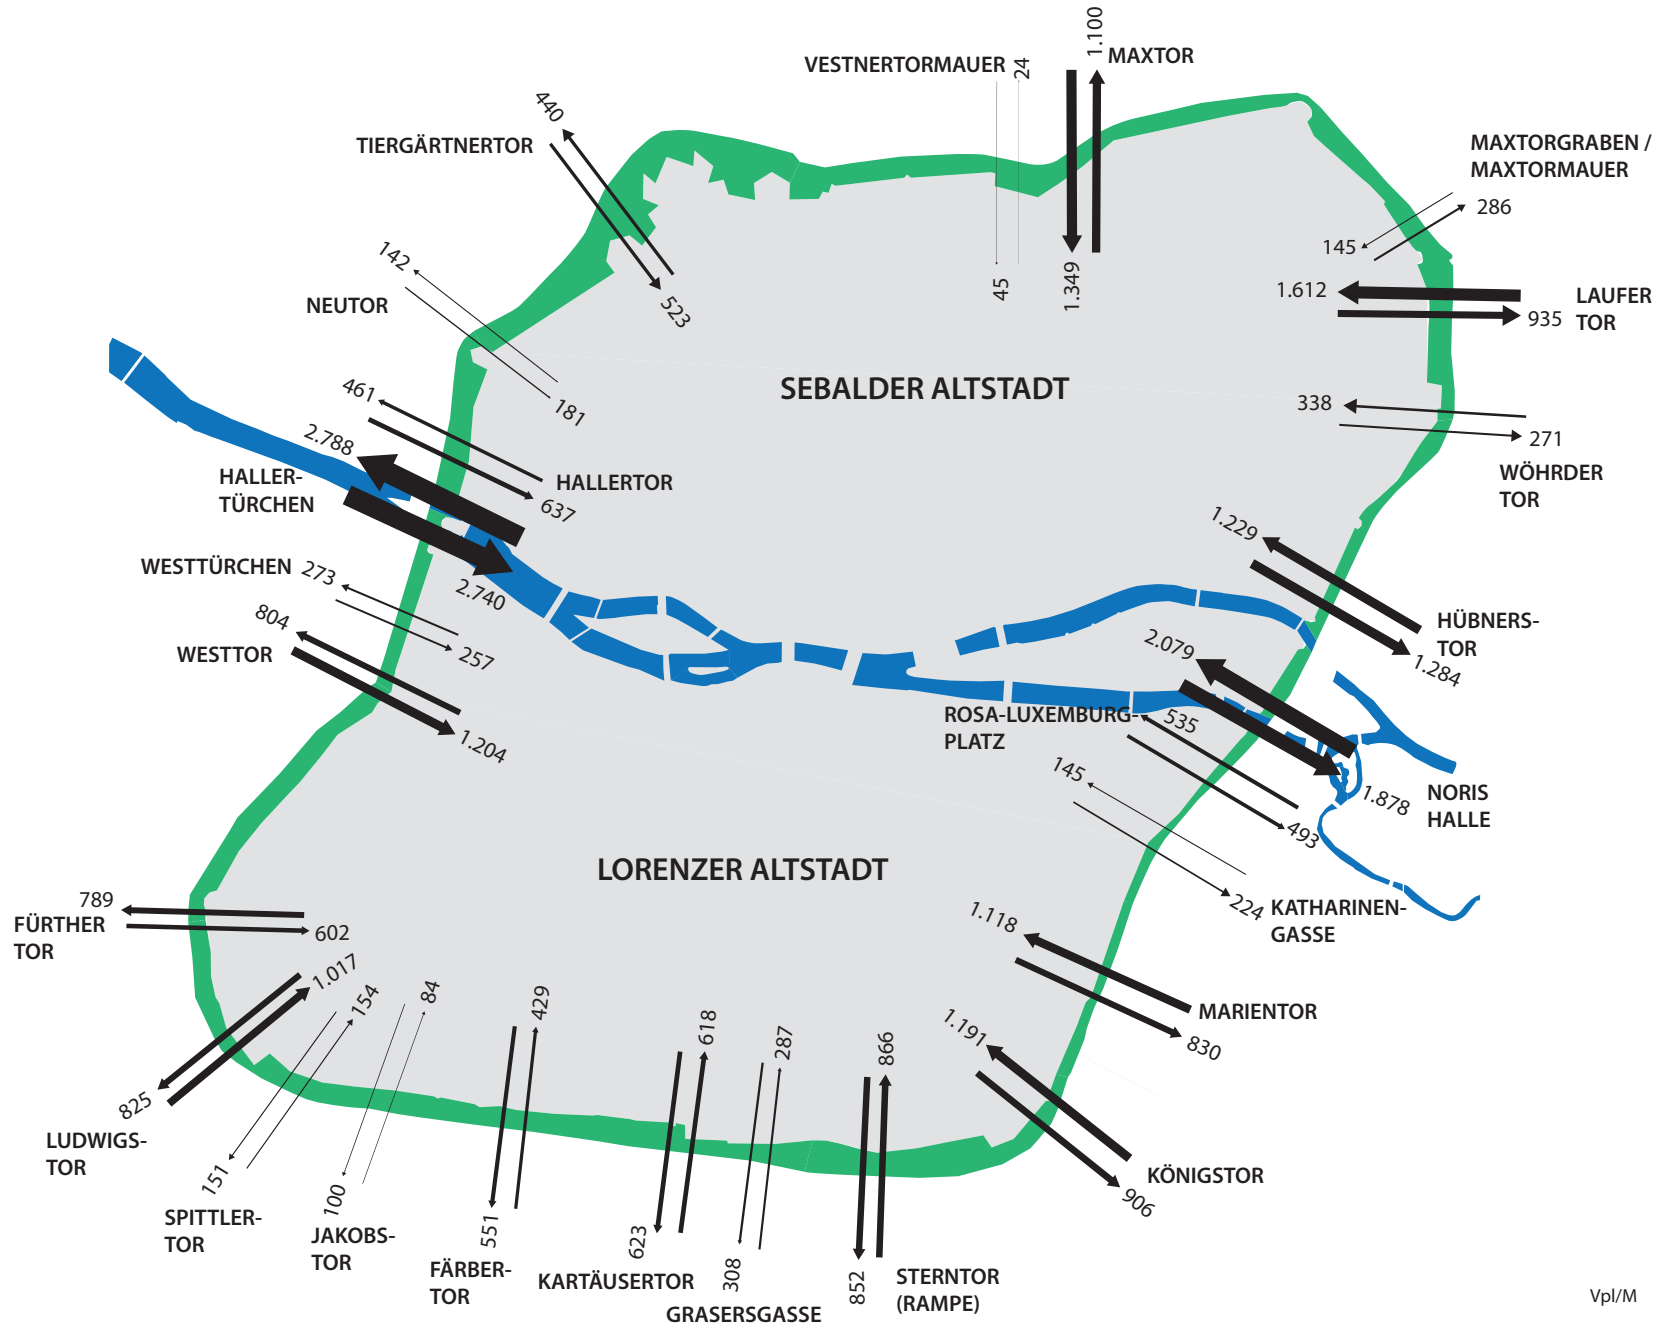 1.100
24
VESTNERTORMAUER
MAXTOR
440
TIERGÄRTNERTOR
MAXTORGRABEN /
MAXTORMAUER
286
145
142
523
45
1.349
1.612
LAUFER
TOR
935
NEUTOR
461
181
SEBALDER ALTSTADT
338
271
2.788
HALLER-
TÜRCHEN
HALLERTOR
637
WÖHRDER
TOR
1.229
WESTTÜRCHEN
273
2.740
804
HÜBNERS-
TOR
1.284
WESTTOR
257
2.079
1.204
ROSA-LUXEMBURG-
PLATZ
535
145
1.878
NORIS
HALLE
493
LORENZER ALTSTADT
789
FÜRTHER
TOR
602
224
KATHARINEN-
GASSE
1.118
1.017
154
84
429
618
287
866
1.191
MARIENTOR
830
825
LUDWIGS-
TOR
151
SPITTLER-
TOR
100
JAKOBS-
TOR
551
FÄRBER-
TOR
623
KARTÄUSERTOR
308
GRASERSGASSE
852
STERNTOR
(RAMPE)
KÖNIGSTOR
906
Vpl/M